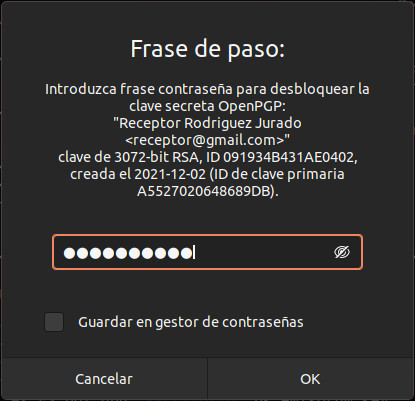 Frase de paso:
Introduzca frase contraseña para desbloquear la
clave secreta OpenPGP:
"Receptor Rodriguez Jurado
<receptor@gmail.com>"
clave de 3072-bit RSA, ID 091934B431AE0402,
creada el 2021-12-02 (ID de clave primaria
A5527020648689DB).
●●●●●●●●●●
Guardar en gestor de contraseñas
Cancelar
OK